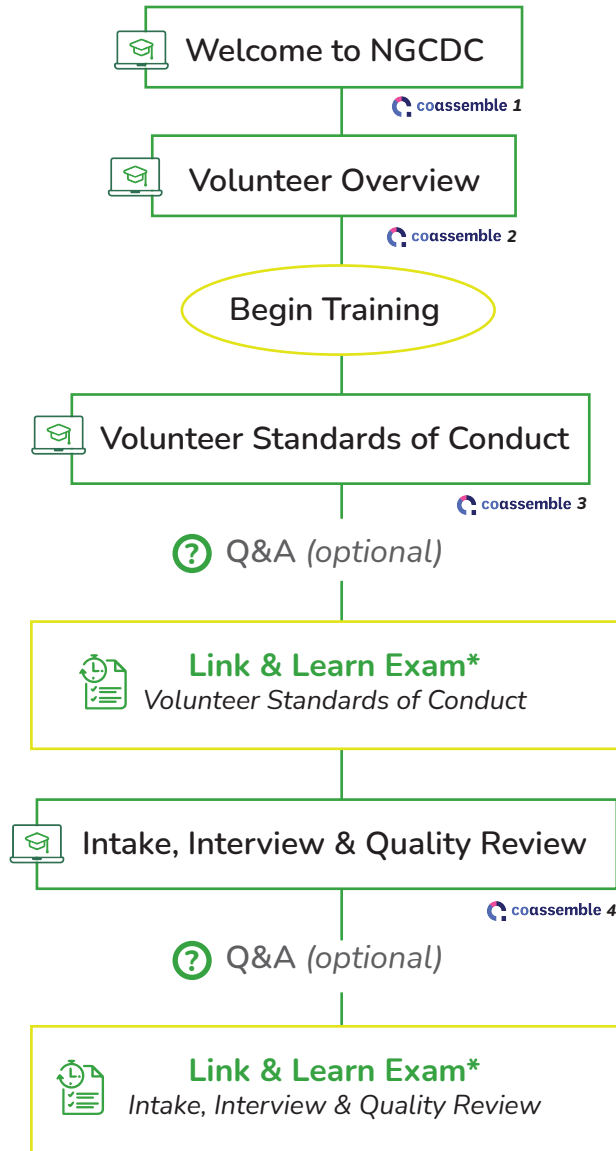 Welcome to NGCDC
coassemble 1
Volunteer Overview
coassemble 2
Begin Training
Volunteer Standards of Conduct
coassemble 3
? Q&A (optional)
Link & Learn Exam*
Volunteer Standards of Conduct
Intake, Interview & Quality Review
coassemble 4
? Q&A (optional)
Link & Learn Exam*
Intake, Interview & Quality Review